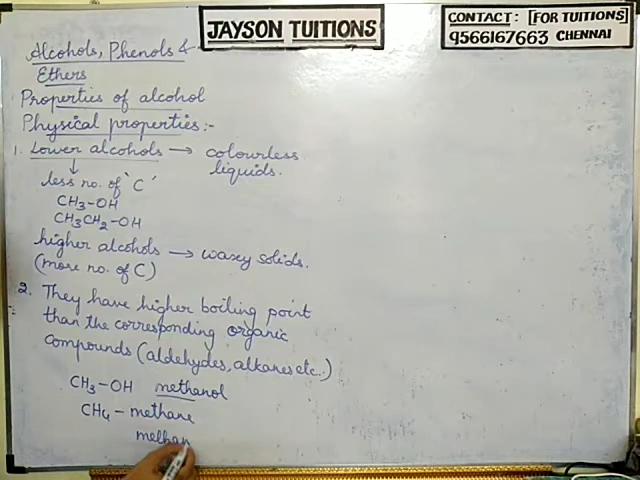 JAYSON TUITIONS
CONTACT: [FOR TUITIONS]
9566167663 CHENNAI
Alcohols, Phenols &
Ethers
Properties of alcohol
Physical properties:-
1. Lower alcohols → colourless
liquids.
↓
less no. of 'C'
CH3-OH
CH3CH2-OH
higher alcohols → waxy solids.
(more no. of C)
2. They have higher boiling point
than the corresponding organic
compounds (aldehydes, alkanes etc..)
CH3-OH methanol
CH4 - methane
methan